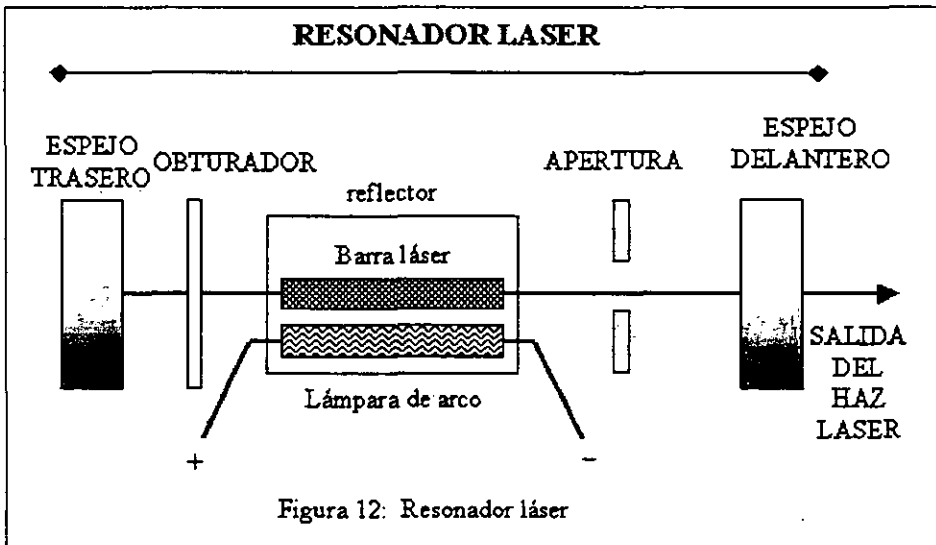 RESONADOR LASER
ESPEJO
TRASERO
OBTURADOR
reflector
Barra láser
Lámpara de arco
+
-
APERTURA
ESPEJO
DELANTERO
SALIDA
DEL
HAZ
LASER
Figura 12: Resonador láser